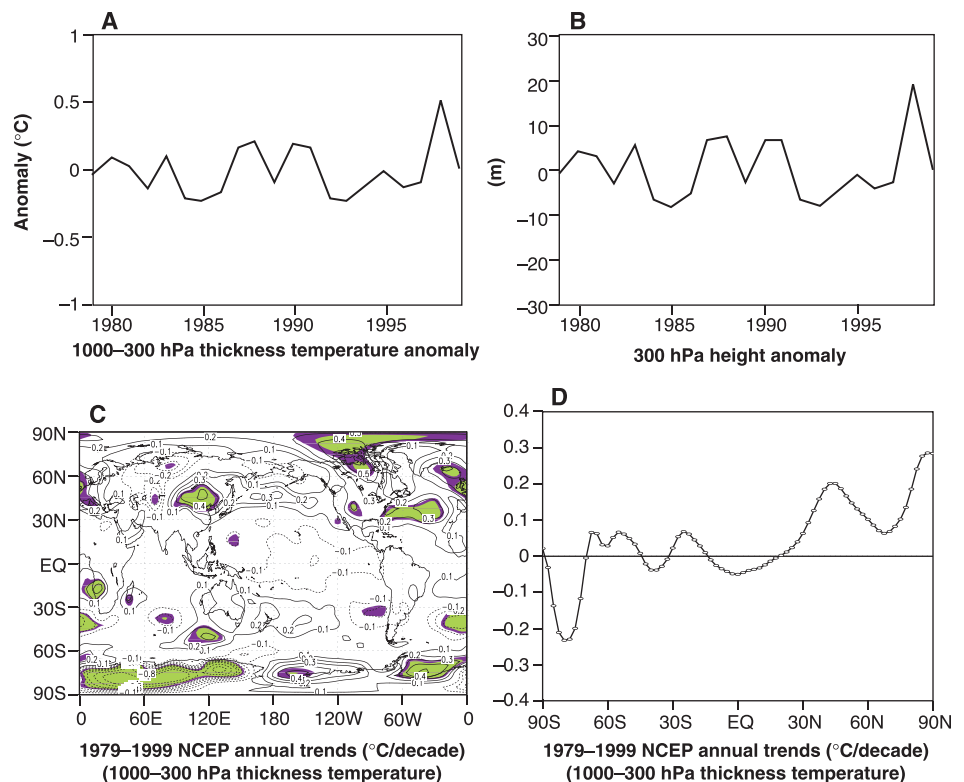 A
1
0.5
0
−0.5
−1
Anomaly (°C)
1980 1985 1990 1995
1000–300 hPa thickness temperature anomaly
B
30
20
10
0
−10
−20
−30
(m)
1980 1985 1990 1995
300 hPa height anomaly
C
90N
60N
30N
EQ
30S
60S
90S
0 60E 120E 180 120W 60W 0
1979–1999 NCEP annual trends (°C/decade)
(1000–300 hPa thickness temperature)
D
0.4
0.3
0.2
0.1
0
−0.1
−0.2
−0.3
−0.4
90S 60S 30S EQ 30N 60N 90N
1979–1999 NCEP annual trends (°C/decade)
(1000–300 hPa thickness temperature)